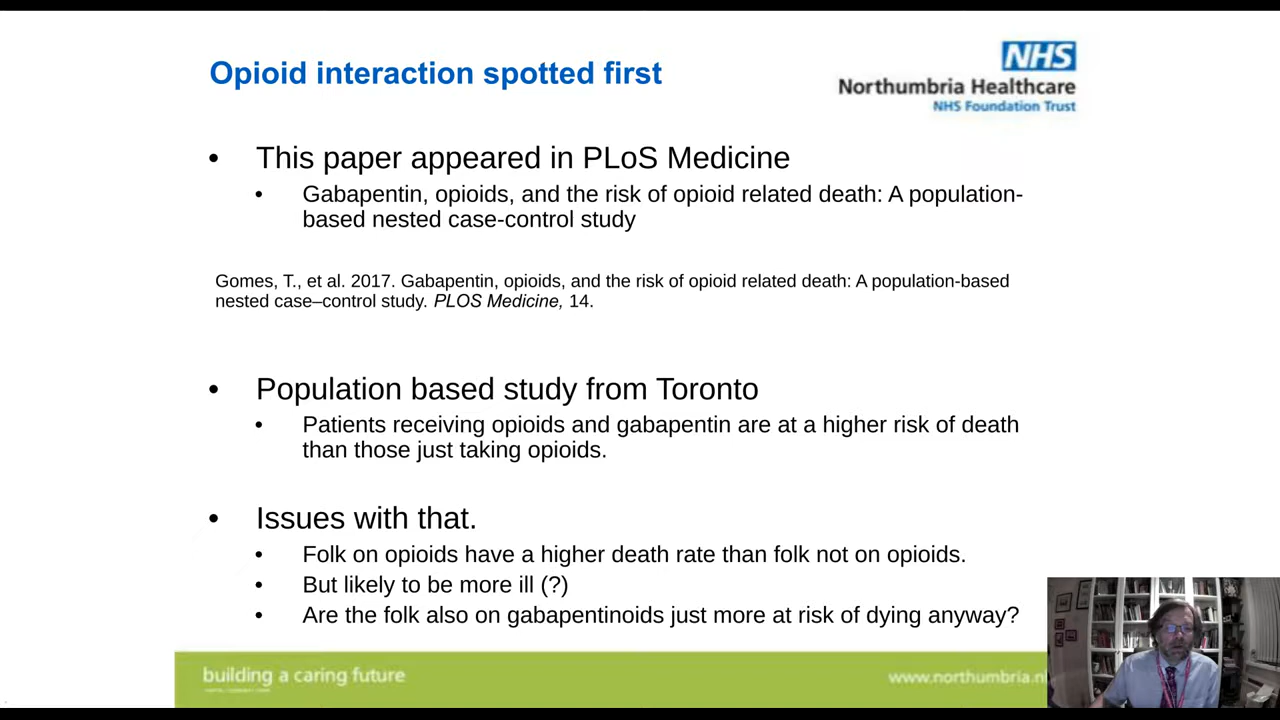 Opioid interaction spotted first
NHS
Northumbria Healthcare
NHS Foundation Trust
• This paper appeared in PLoS Medicine
• Gabapentin, opioids, and the risk of opioid related death: A population-
based nested case-control study
Gomes, T., et al. 2017. Gabapentin, opioids, and the risk of opioid related death: A population-based
nested case–control study. PLOS Medicine, 14.
• Population based study from Toronto
• Patients receiving opioids and gabapentin are at a higher risk of death
than those just taking opioids.
• Issues with that.
• Folk on opioids have a higher death rate than folk not on opioids.
• But likely to be more ill (?)
• Are the folk also on gabapentinoids just more at risk of dying anyway?
building a caring future
www.northumbria.n